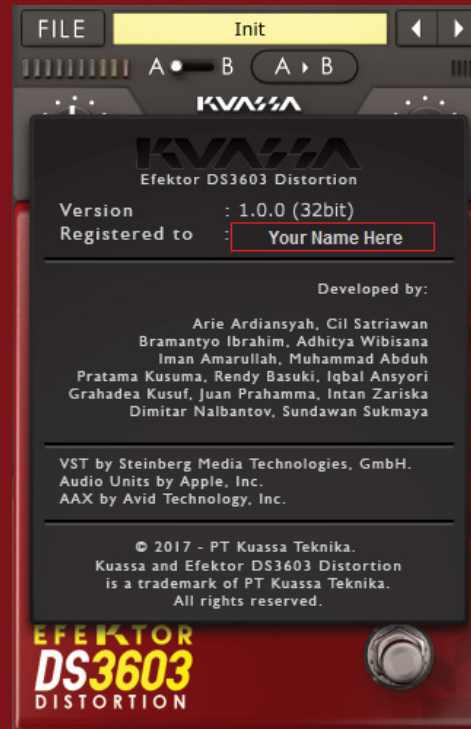 FILE
Init
A B
A ▸ B
KUASSA
KUASSA
Efektor DS3603 Distortion
Version : 1.0.0 (32bit)
Registered to : Your Name Here
Developed by:
Arie Ardiansyah, Cil Satriawan
Bramantyo Ibrahim, Adhitya Wibisana
Iman Amarullah, Muhammad Abduh
Pratama Kusuma, Rendy Basuki, Iqbal Ansyori
Grahadea Kusuf, Juan Prahamma, Intan Zariska
Dimitar Nalbantov, Sundawan Sukmaya
VST by Steinberg Media Technologies, GmbH.
Audio Units by Apple, Inc.
AAX by Avid Technology, Inc.
© 2017 - PT Kuassa Teknika.
Kuassa and Efektor DS3603 Distortion
is a trademark of PT Kuassa Teknika.
All rights reserved.
EFEKTOR
DS3603
DISTORTION